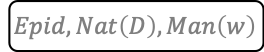 Epid, Nat(D), Man(w)